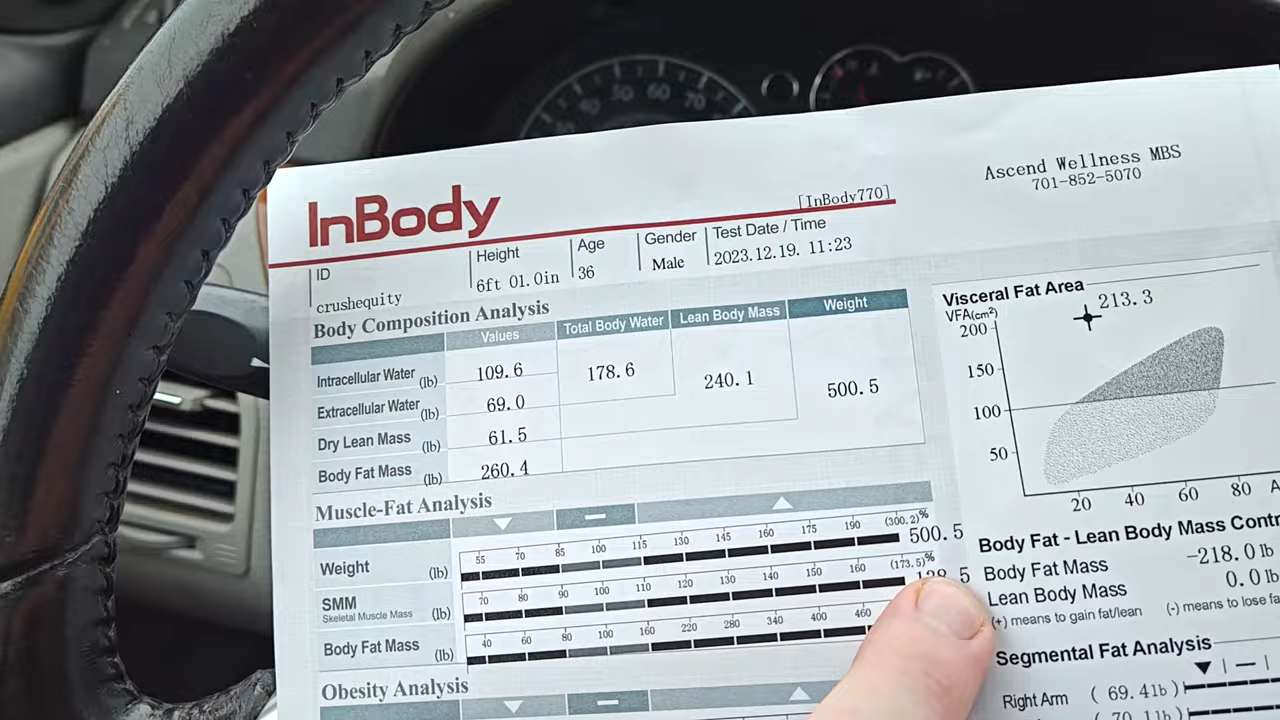 50 60 70
InBody
[InBody770]
Ascend Wellness MBS
701-852-5070
ID
crushequity
Height
6ft 01.0in
Age
36
Gender
Male
Test Date / Time
2023.12.19. 11:23
Body Composition Analysis
Values Total Body Water Lean Body Mass Weight
Intracellular Water (lb) 109.6 178.6 240.1 500.5
Extracellular Water (lb) 69.0
Dry Lean Mass (lb) 61.5
Body Fat Mass (lb) 260.4
Muscle-Fat Analysis
55 70 85 100 115 130 145 160 175 190 (300.2)%
Weight (lb) 500.5
70 80 90 100 110 120 130 140 150 160 (173.5)%
SMM (lb)
Skeletal Muscle Mass
40 60 80 100 160 220 280 340 400 460
Body Fat Mass (lb)
Obesity Analysis
Visceral Fat Area
VFA(cm²)
213.3
200
150
100
50
20 40 60 80
Body Fat - Lean Body Mass
Body Fat Mass -218.0 lb
Lean Body Mass 0.0 lb
(+) means to gain fat/lean (-) means to lose
Segmental Fat Analysis
Right Arm ( 69.4lb )